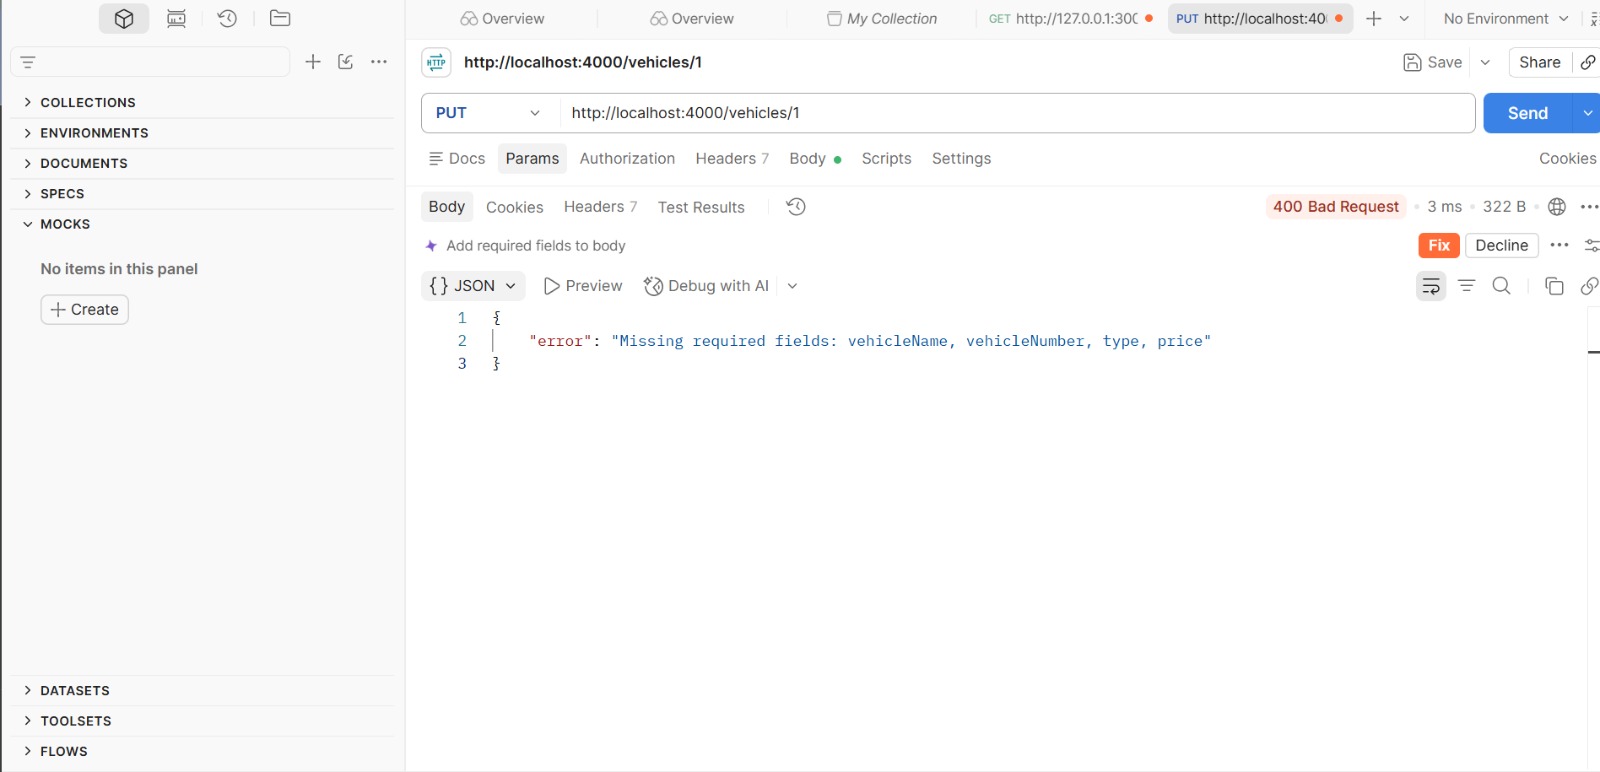 Overview
Overview
My Collection
GET http://127.0.0.1:300
PUT http://localhost:40
No Environment
HTTP http://localhost:4000/vehicles/1
Save
Share
PUT
http://localhost:4000/vehicles/1
Send
Docs
Params
Authorization
Headers 7
Body
Scripts
Settings
Cookies
Body
Cookies
Headers 7
Test Results
400 Bad Request
3 ms
322 B
Add required fields to body
Fix
Decline
{} JSON
Preview
Debug with AI
1 {
2 "error": "Missing required fields: vehicleName, vehicleNumber, type, price"
3 }
COLLECTIONS
ENVIRONMENTS
DOCUMENTS
SPECS
MOCKS
No items in this panel
Create
DATASETS
TOOLSETS
FLOWS